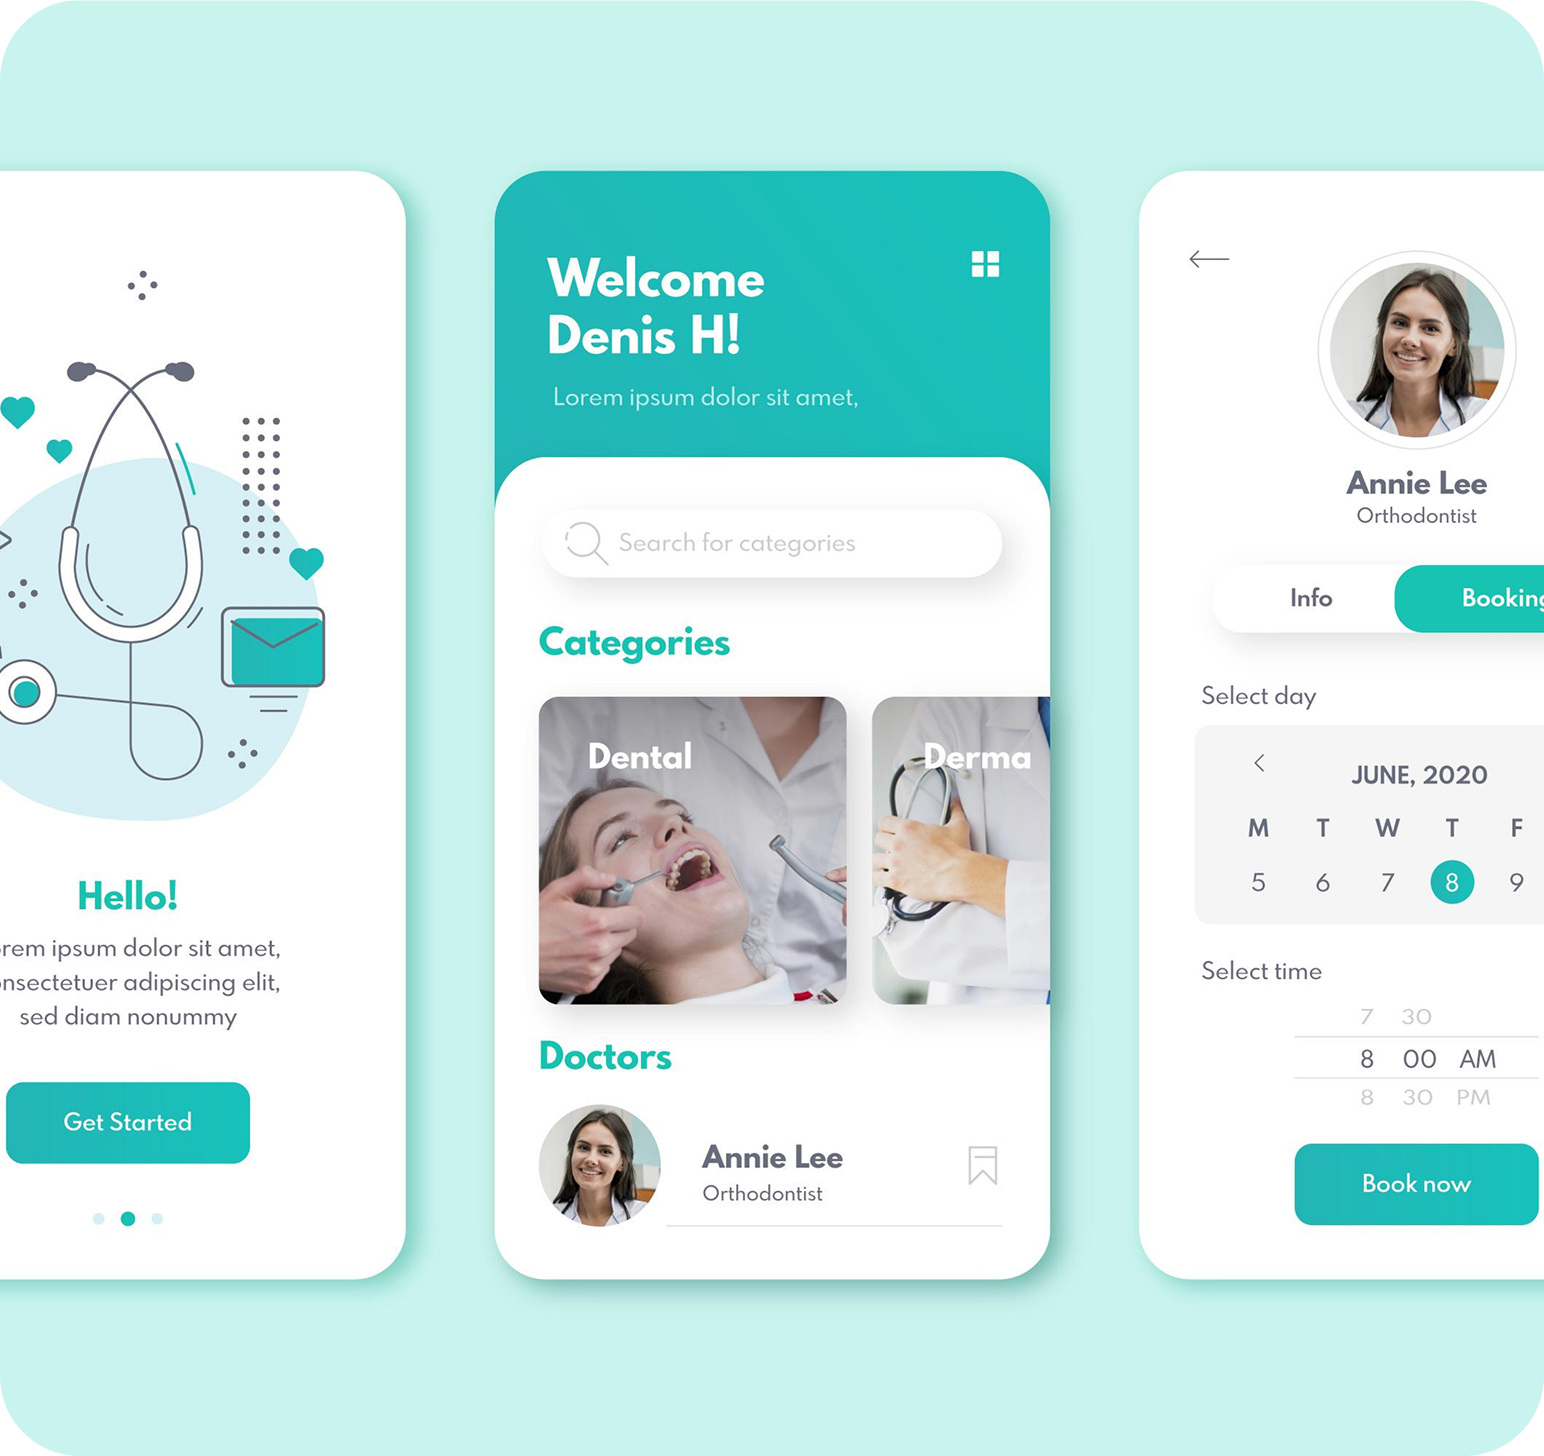 Hello!
rem ipsum dolor sit amet,
nsectetuer adipiscing elit,
sed diam nonummy
Get Started
Welcome
Denis H!
Lorem ipsum dolor sit amet,
Search for categories
Categories
Dental
Derma
Doctors
Annie Lee
Orthodontist
Annie Lee
Orthodontist
Info
Booking
Select day
JUNE, 2020
M T W T F
5 6 7 8 9
Select time
7 30
8 00 AM
8 30 PM
Book now